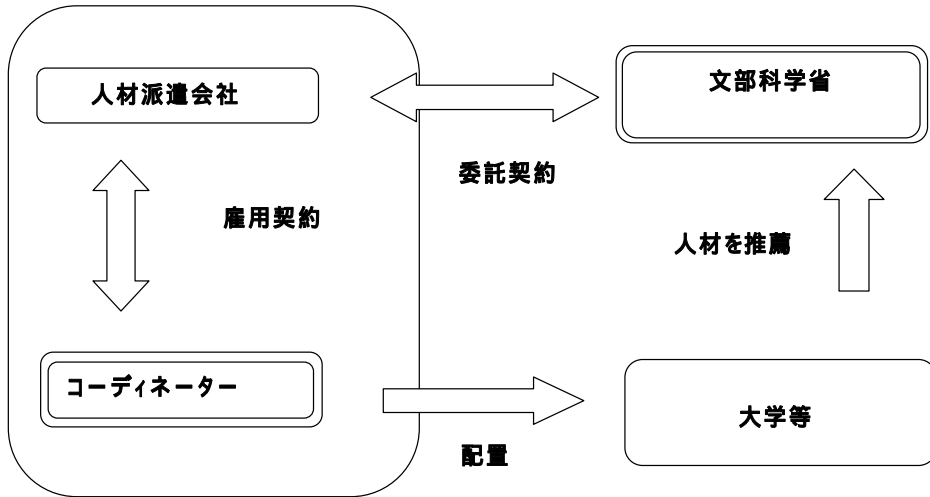 人材派遣会社
文部科学省
委託契約
雇用契約
人材を推薦
コーディネーター
大学等
配置